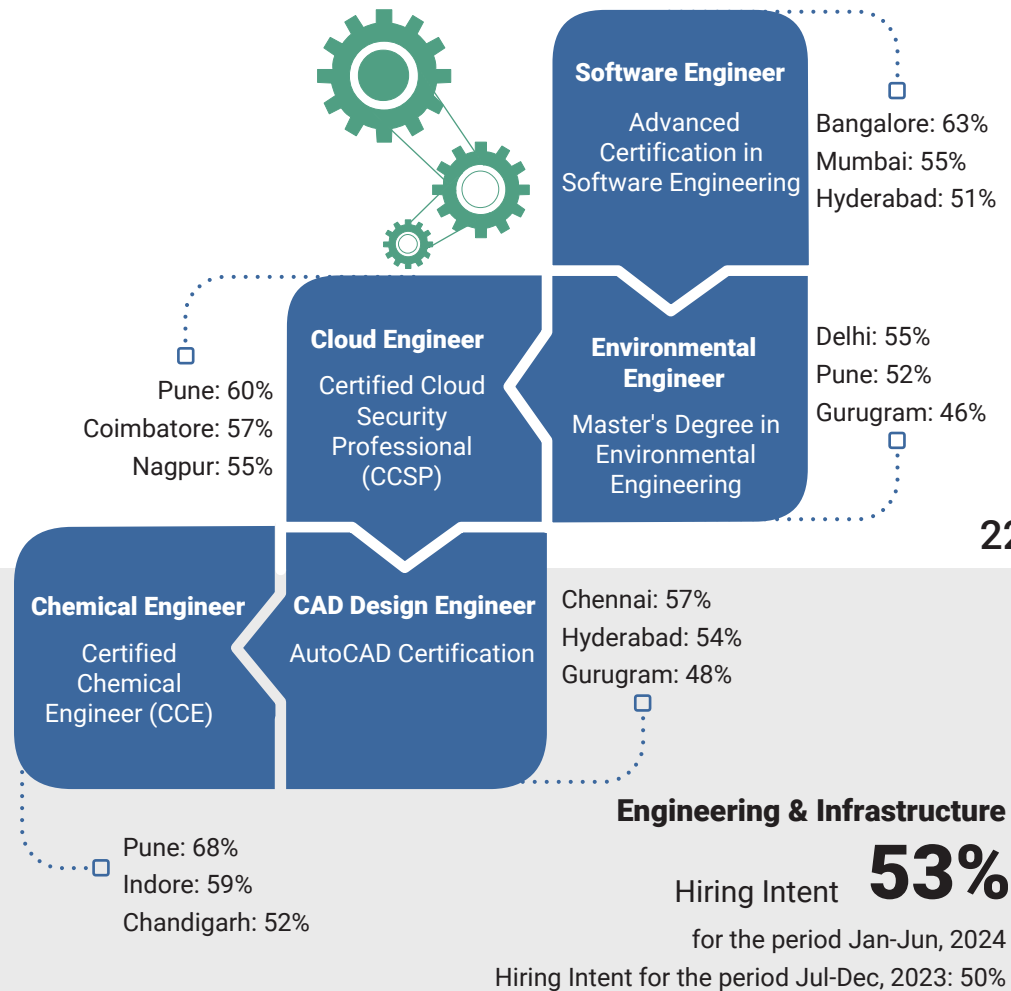 Software Engineer
Advanced
Certification in
Software Engineering
Bangalore: 63%
Mumbai: 55%
Hyderabad: 51%
Cloud Engineer
Certified Cloud
Security
Professional
(CCSP)
Pune: 60%
Coimbatore: 57%
Nagpur: 55%
Environmental
Engineer
Master's Degree in
Environmental
Engineering
Delhi: 55%
Pune: 52%
Gurugram: 46%
22
Chemical Engineer
Certified
Chemical
Engineer (CCE)
CAD Design Engineer
AutoCAD Certification
Chennai: 57%
Hyderabad: 54%
Gurugram: 48%
Pune: 68%
Indore: 59%
Chandigarh: 52%
Engineering & Infrastructure
Hiring Intent 53%
for the period Jan-Jun, 2024
Hiring Intent for the period Jul-Dec, 2023: 50%